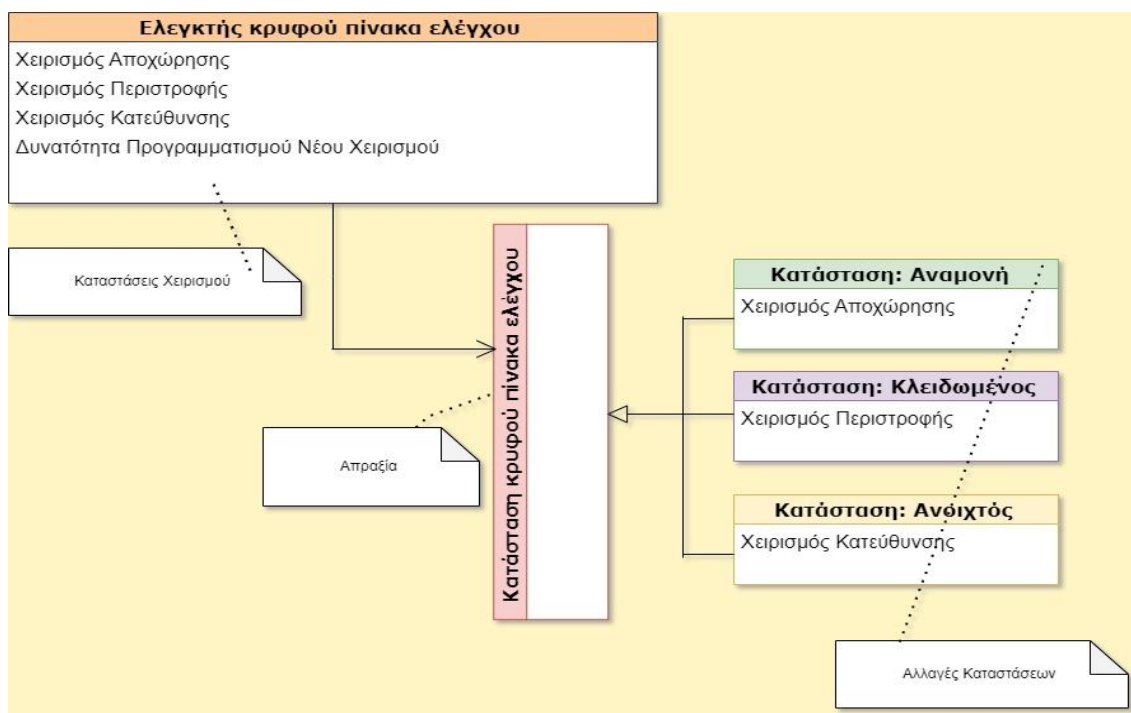 Ελεγκτής κρυφού πίνακα ελέγχου
Χειρισμός Αποχώρησης
Χειρισμός Περιστροφής
Χειρισμός Κατεύθυνσης
Δυνατότητα Προγραμματισμού Νέου Χειρισμού
Καταστάσεις Χειρισμού
Απραξία
Κατάσταση κρυφού πίνακα ελέγχου
Κατάσταση: Αναμονή
Χειρισμός Αποχώρησης
Κατάσταση: Κλειδωμένος
Χειρισμός Περιστροφής
Κατάσταση: Ανοιχτός
Χειρισμός Κατεύθυνσης
Αλλαγές Καταστάσεων